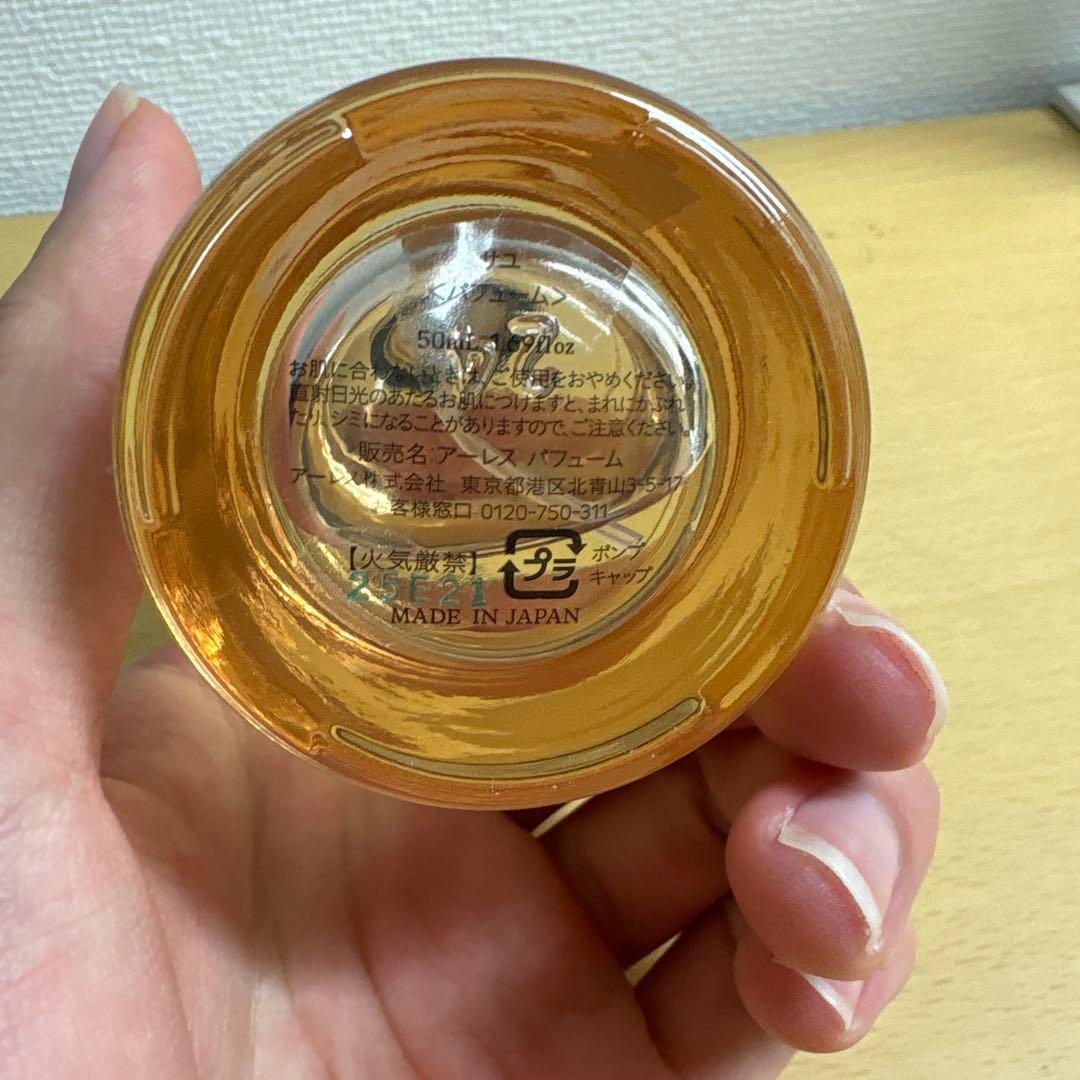 サユ
<パフューム>
50mL 1.69fl oz
お肌に合わないときは、ご使用をおやめください。
直射日光のあたるお肌につけますと、まれにかぶれ
たり、シミになることがありますので、ご注意ください。
販売名:アーレス パフューム
アーレス株式会社 東京都港区北青山3-5-17
お客様窓口 0120-750-311
【火気厳禁】 プラ ポンプ
キャップ
25E21
MADE IN JAPAN